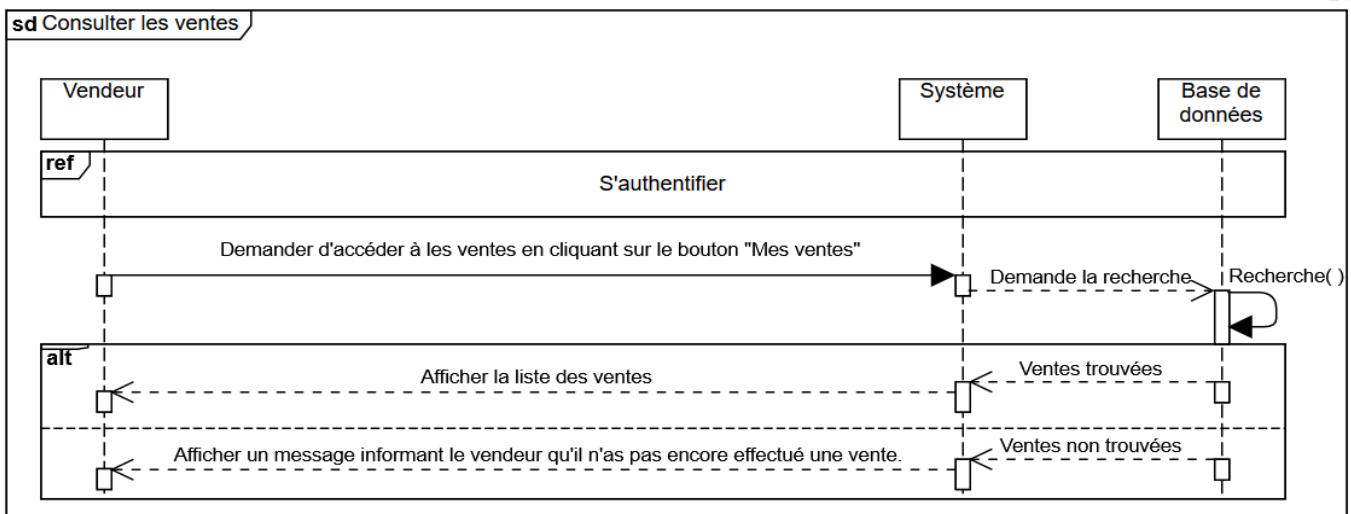 sd Consulter les ventes
Vendeur
Système
Base de
données
ref
S'authentifier
Demander d'accéder à les ventes en cliquant sur le bouton "Mes ventes"
Demande la recherche
Recherche( )
alt
Afficher la liste des ventes
Ventes trouvées
Afficher un message informant le vendeur qu'il n'as pas encore effectué une vente.
Ventes non trouvées